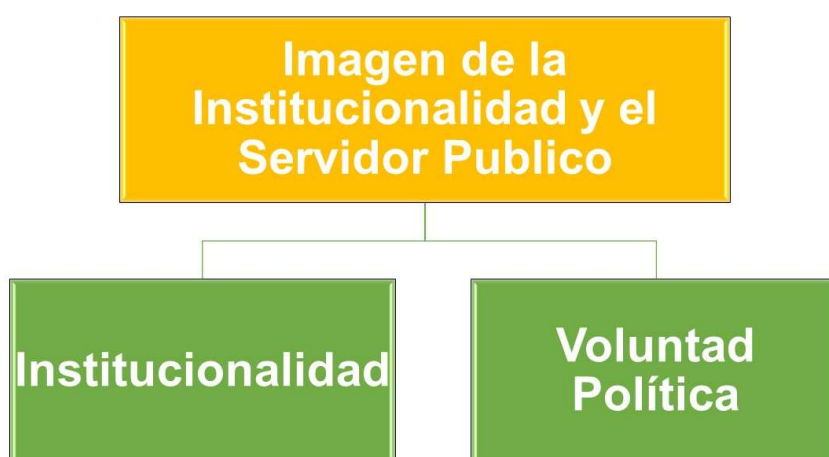 Imagen de la
Institucionalidad y el
Servidor Publico
Institucionalidad
Voluntad
Política